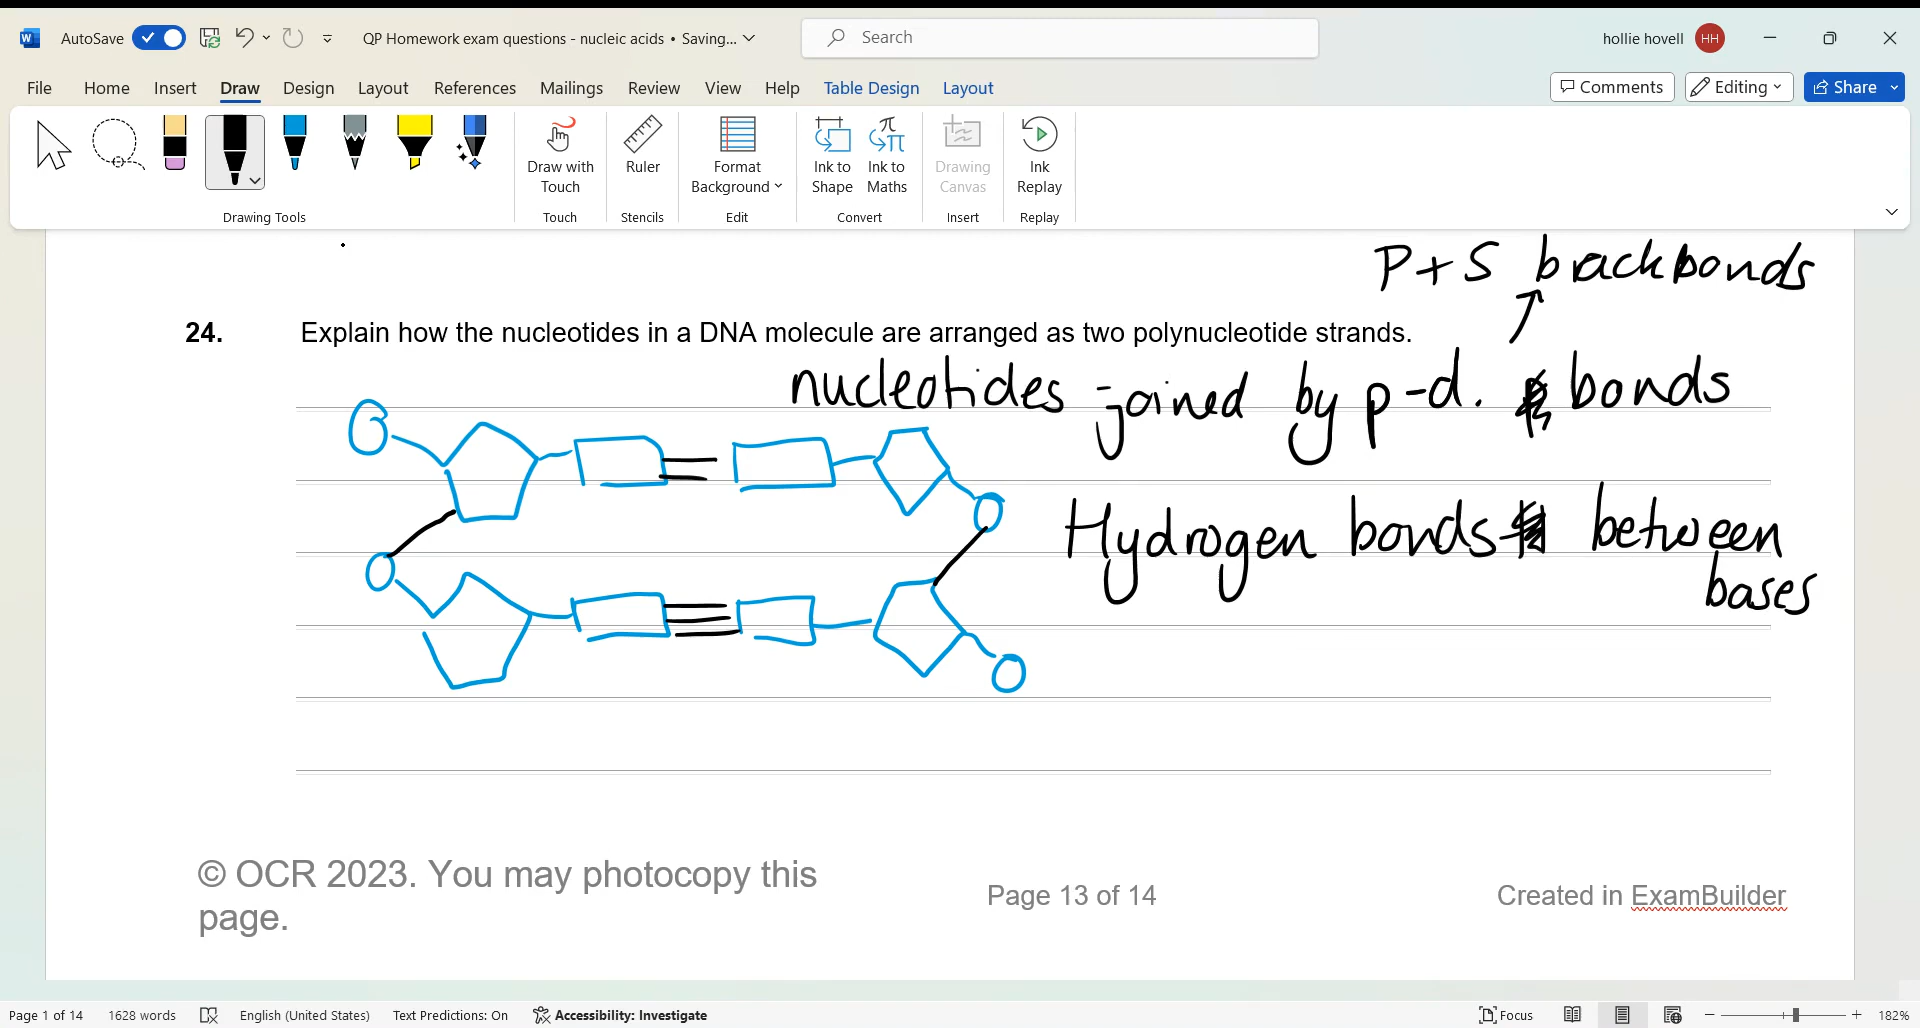 AutoSave
QP Homework exam questions - nucleic acids • Saving...
Search
hollie hovell HH
File Home Insert Draw Design Layout References Mailings Review View Help Table Design Layout
Comments Editing Share
Draw with Touch
Ruler
Format Background
Ink to Shape
Ink to Maths
Drawing Canvas
Ink Replay
Drawing Tools Touch Stencils Edit Convert Insert Replay
P+S backbonds
24. Explain how the nucleotides in a DNA molecule are arranged as two polynucleotide strands.
nucleotides joined by p-d. bonds
Hydrogen bonds between
bases
© OCR 2023. You may photocopy this
page.
Page 13 of 14
Created in ExamBuilder
Page 1 of 14 1628 words English (United States) Text Predictions: On Accessibility: Investigate Focus 182%